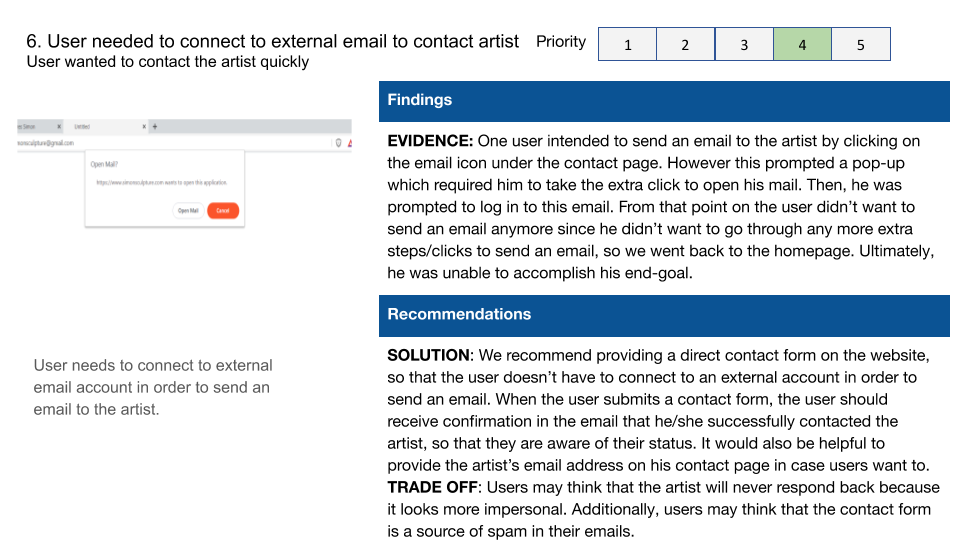 6. User needed to connect to external email to contact artist
User wanted to contact the artist quickly
Priority
1 2 3 4 5
Simon × Untitled × +
nonsculpture@gmail.com
Open Mail?
https://www.simonsculpture.com wants to open this application.
Open Mail Cancel
User needs to connect to external
email account in order to send an
email to the artist.
Findings
EVIDENCE: One user intended to send an email to the artist by clicking on
the email icon under the contact page. However this prompted a pop-up
which required him to take the extra click to open his mail. Then, he was
prompted to log in to this email. From that point on the user didn’t want to
send an email anymore since he didn’t want to go through any more extra
steps/clicks to send an email, so we went back to the homepage. Ultimately,
he was unable to accomplish his end-goal.
Recommendations
SOLUTION: We recommend providing a direct contact form on the website,
so that the user doesn’t have to connect to an external account in order to
send an email. When the user submits a contact form, the user should
receive confirmation in the email that he/she successfully contacted the
artist, so that they are aware of their status. It would also be helpful to
provide the artist’s email address on his contact page in case users want to.
TRADE OFF: Users may think that the artist will never respond back because
it looks more impersonal. Additionally, users may think that the contact form
is a source of spam in their emails.